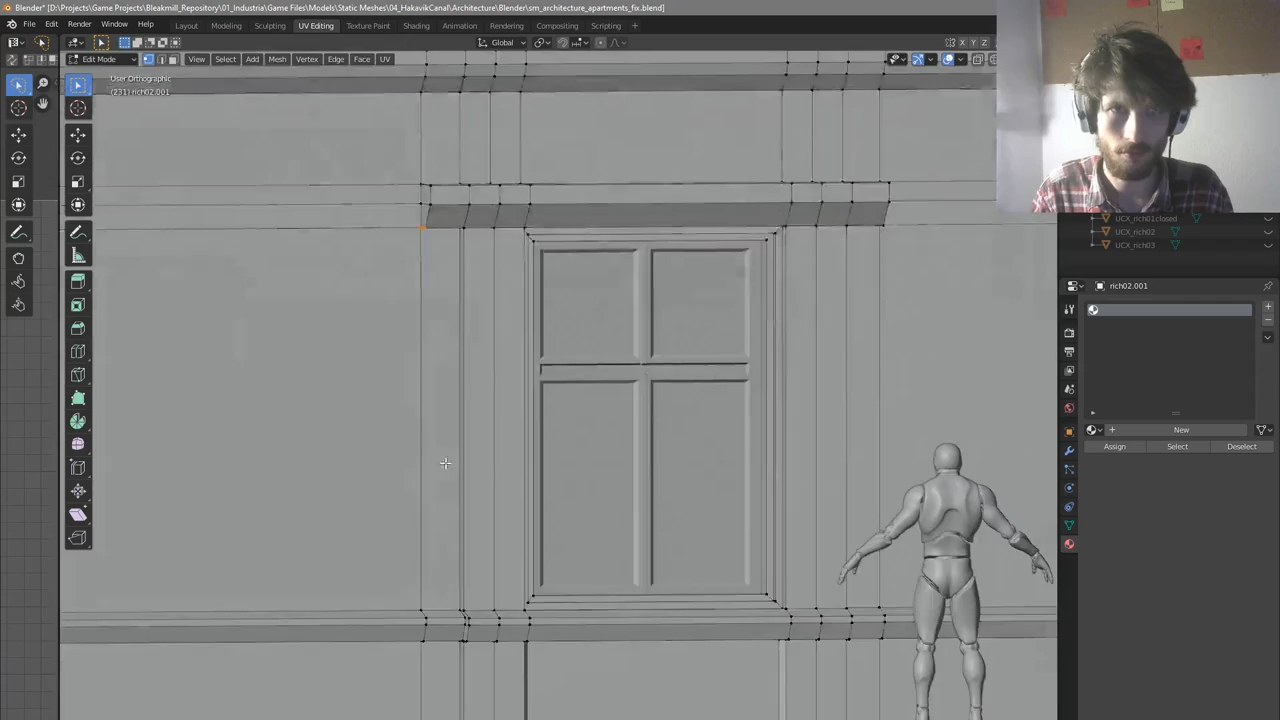 Blender* [D:\Projects\Game Projects\Bleakmill_Repository\01_Industria\Game Files\Models\Static Meshes\04_HakavikCanal\Architecture\Blender\sm_architecture_apartments_fix.blend]
File Edit Render Window Help Layout Modeling Sculpting UV Editing Texture Paint Shading Animation Rendering Compositing Scripting +
Global X Y Z
Edit Mode View Select Add Mesh Vertex Edge Face UV
User Orthographic
(231) rich02.001
UCX_rich01closed
UCX_rich02
UCX_rich03
rich02.001
New
Assign Select Deselect